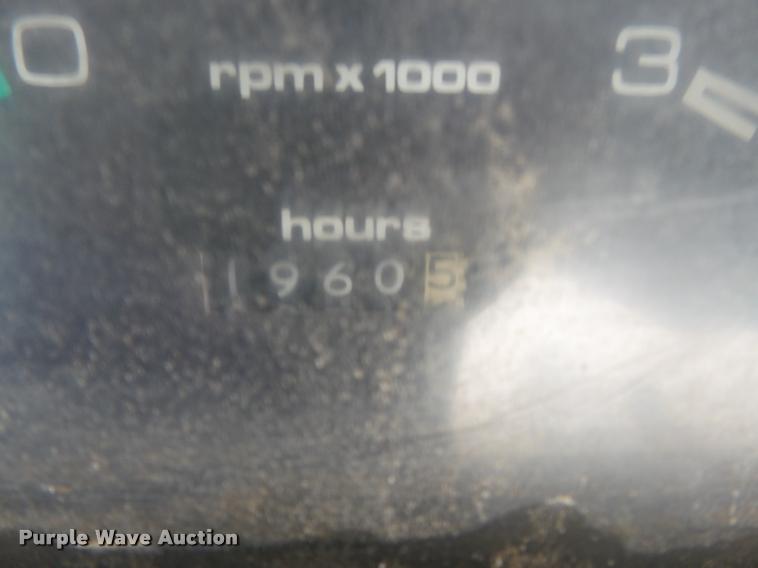 0 rpm x 1000 3
hours
19605
Purple Wave Auction